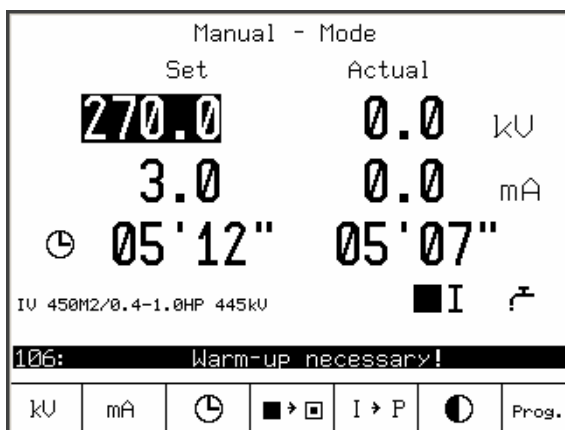 Manual - Mode
Set Actual
270.0 0.0 kV
3.0 0.0 mA
05'12" 05'07"
IV 450M2/0.4-1.0HP 445kV I
106: Warm-up necessary!
kV mA I → P Prog.